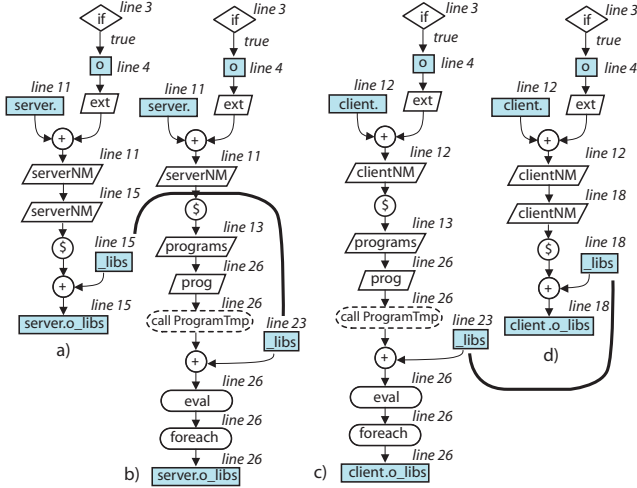 if
line 3
true
o
line 4
line 11
server.
ext
+
line 11
serverNM
line 15
serverNM
$
line 15
_libs
+
line 15
server.o_libs
a)
if
line 3
true
o
line 4
line 11
server.
ext
+
line 11
serverNM
$
line 13
programs
line 26
prog
line 26
call ProgramTmp
line 23
_libs
+
line 26
eval
line 26
foreach
line 26
server.o_libs
b)
if
line 3
true
o
line 4
line 12
client.
ext
+
line 12
clientNM
$
line 13
programs
line 26
prog
line 26
call ProgramTmp
line 23
_libs
+
line 26
eval
line 26
foreach
line 26
client.o_libs
c)
if
line 3
true
o
line 4
line 12
client.
ext
+
line 12
clientNM
line 18
clientNM
$
line 18
_libs
+
line 18
client .o_libs
d)